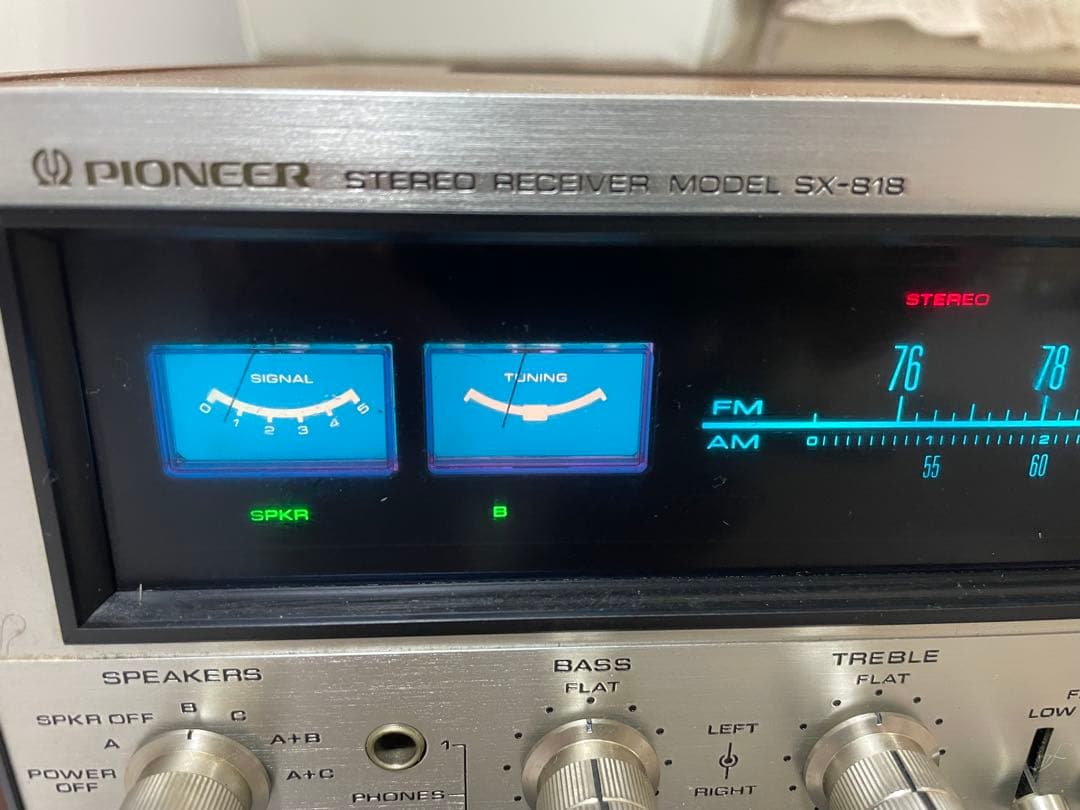 PIONEER STEREO RECEIVER MODEL SX-818
STEREO
SIGNAL
0 1 2 3 4 5
TUNING
76 78
FM
AM 0 1 2
55 60
SPKR B
SPEAKERS
SPKR OFF B C
A A+B
POWER OFF A+C
1
PHONES
BASS
FLAT
LEFT
RIGHT
TREBLE
FLAT
LOW